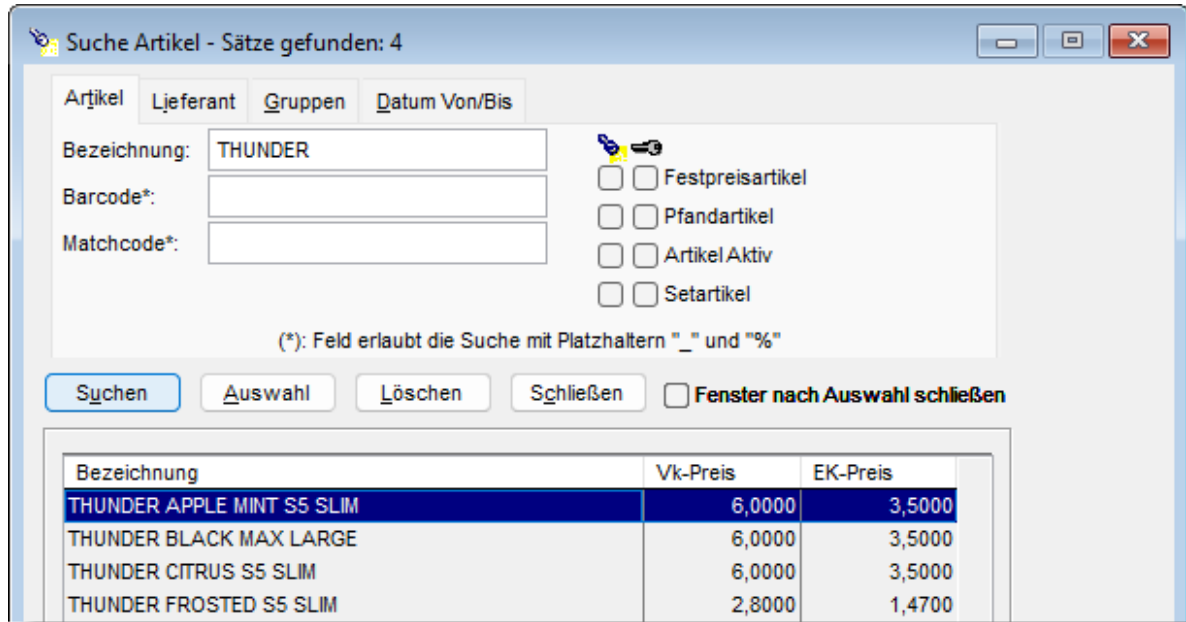 Suche Artikel - Sätze gefunden: 4
Artikel Lieferant Gruppen Datum Von/Bis
Bezeichnung: THUNDER
Barcode*:
Matchcode*:
Festpreisartikel
Pfandartikel
Artikel Aktiv
Setartikel
(*): Feld erlaubt die Suche mit Platzhaltern "_" und "%"
Suchen Auswahl Löschen Schließen Fenster nach Auswahl schließen
Bezeichnung Vk-Preis EK-Preis
THUNDER APPLE MINT S5 SLIM 6,0000 3,5000
THUNDER BLACK MAX LARGE 6,0000 3,5000
THUNDER CITRUS S5 SLIM 6,0000 3,5000
THUNDER FROSTED S5 SLIM 2,8000 1,4700